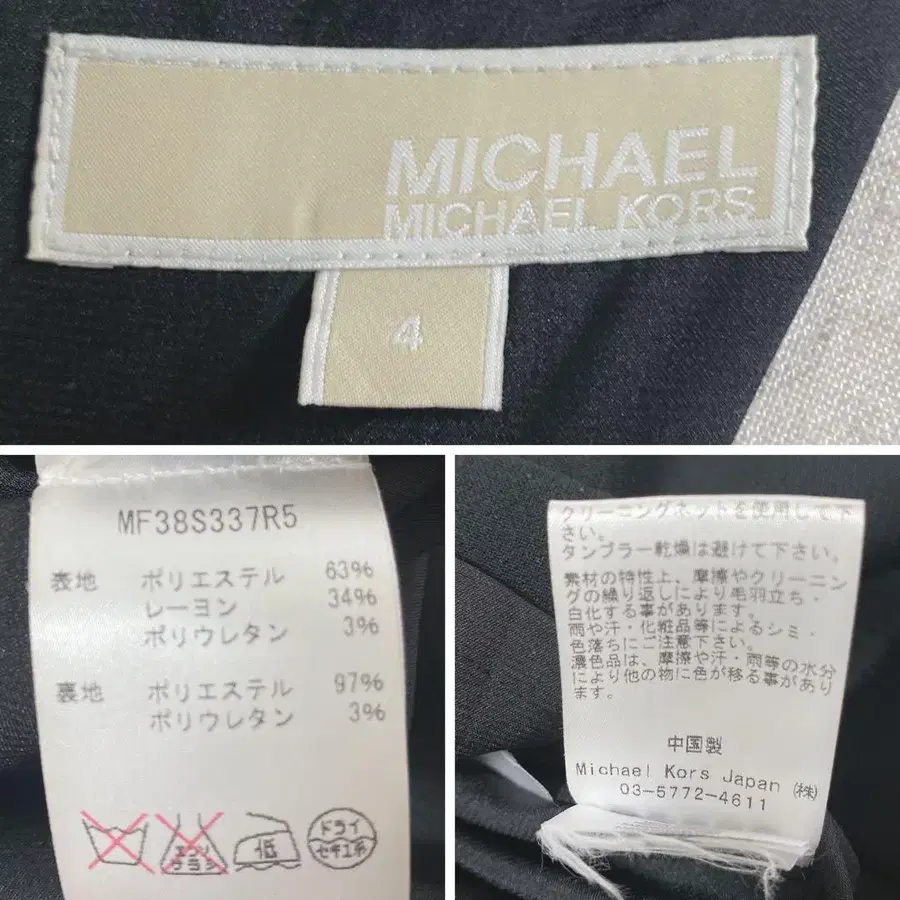 MICHAEL
MICHAEL KORS
4
MF38S337R5
表地 ポリエステル 63%
レーヨン 34%
ポリウレタン 3%
裏地 ポリエステル 97%
ポリウレタン 3%
エンソ
サラシ
低
ドライ
セキユ系
クリーニングネットを使用して下
さい。
タンブラー乾燥は避けて下さい。
素材の特性上、摩擦やクリーニン
グの繰り返しにより毛羽立ち・
白化する事があります。
雨や汗・化粧品等によるシミ・
色落ちにご注意下さい。
濃色品は、摩擦や汗・雨等の水分
により他の物に色が移る事があり
ます。
中国製
Michael Kors Japan (株)
03-5772-4611